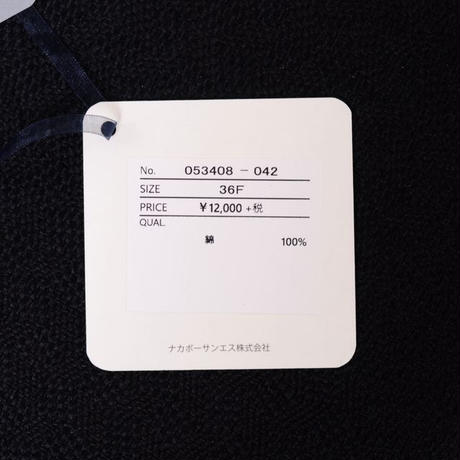 No. 053408 - 042
SIZE 36F
PRICE ¥12,000 +税
QUAL.
綿 100%
ナカボーサンエス株式会社